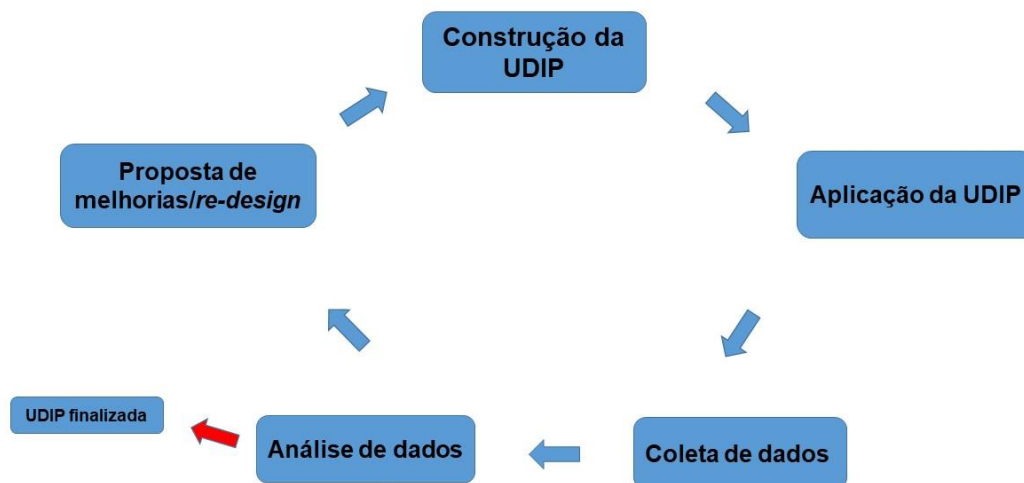 Construção da
UDIP
Proposta de
melhorias/re-design
Aplicação da UDIP
UDIP finalizada
Análise de dados
Coleta de dados